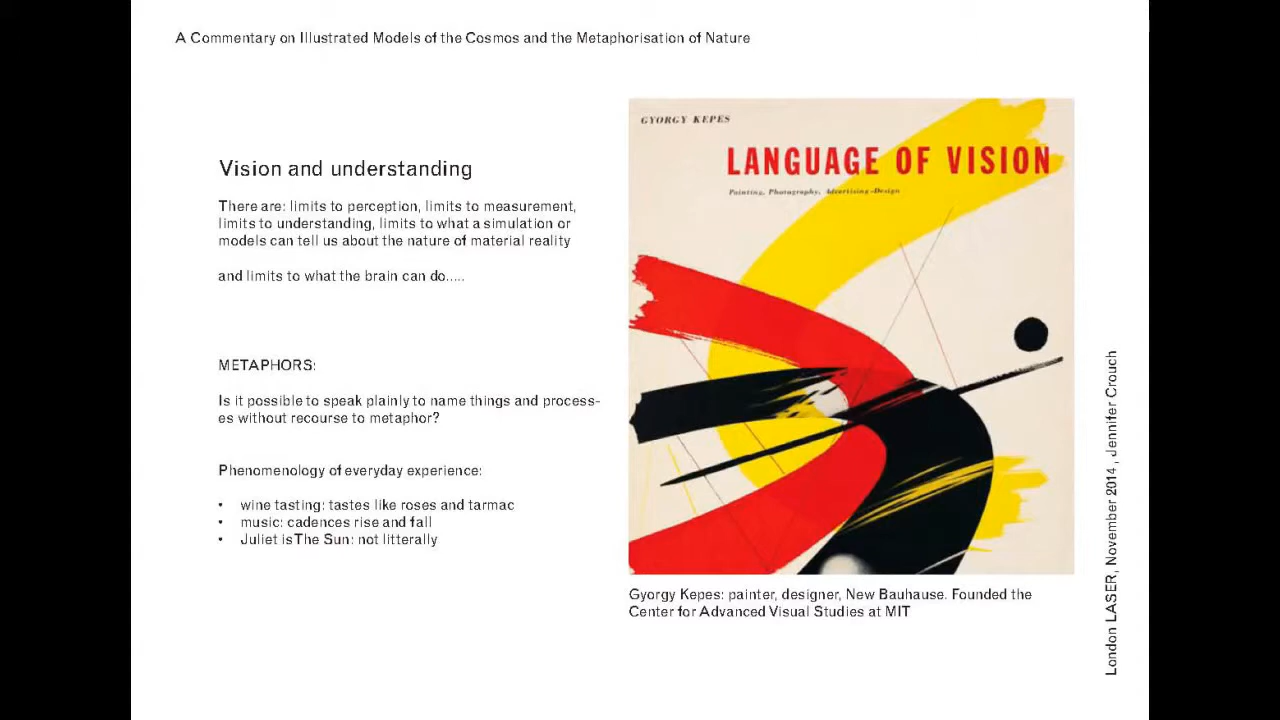 A Commentary on Illustrated Models of the Cosmos and the Metaphorisation of Nature
Vision and understanding
There are: limits to perception, limits to measurement,
limits to understanding, limits to what a simulation or
models can tell us about the nature of material reality
and limits to what the brain can do.....
METAPHORS:
Is it possible to speak plainly to name things and process-
es without recourse to metaphor?
Phenomenology of everyday experience:
• wine tasting: tastes like roses and tarmac
• music: cadences rise and fall
• Juliet is The Sun: not litterally
GYORGY KEPES
LANGUAGE OF VISION
Painting, Photography, Advertising-Design
Gyorgy Kepes: painter, designer, New Bauhause. Founded the
Center for Advanced Visual Studies at MIT
London LASER, November 2014, Jennifer Crouch